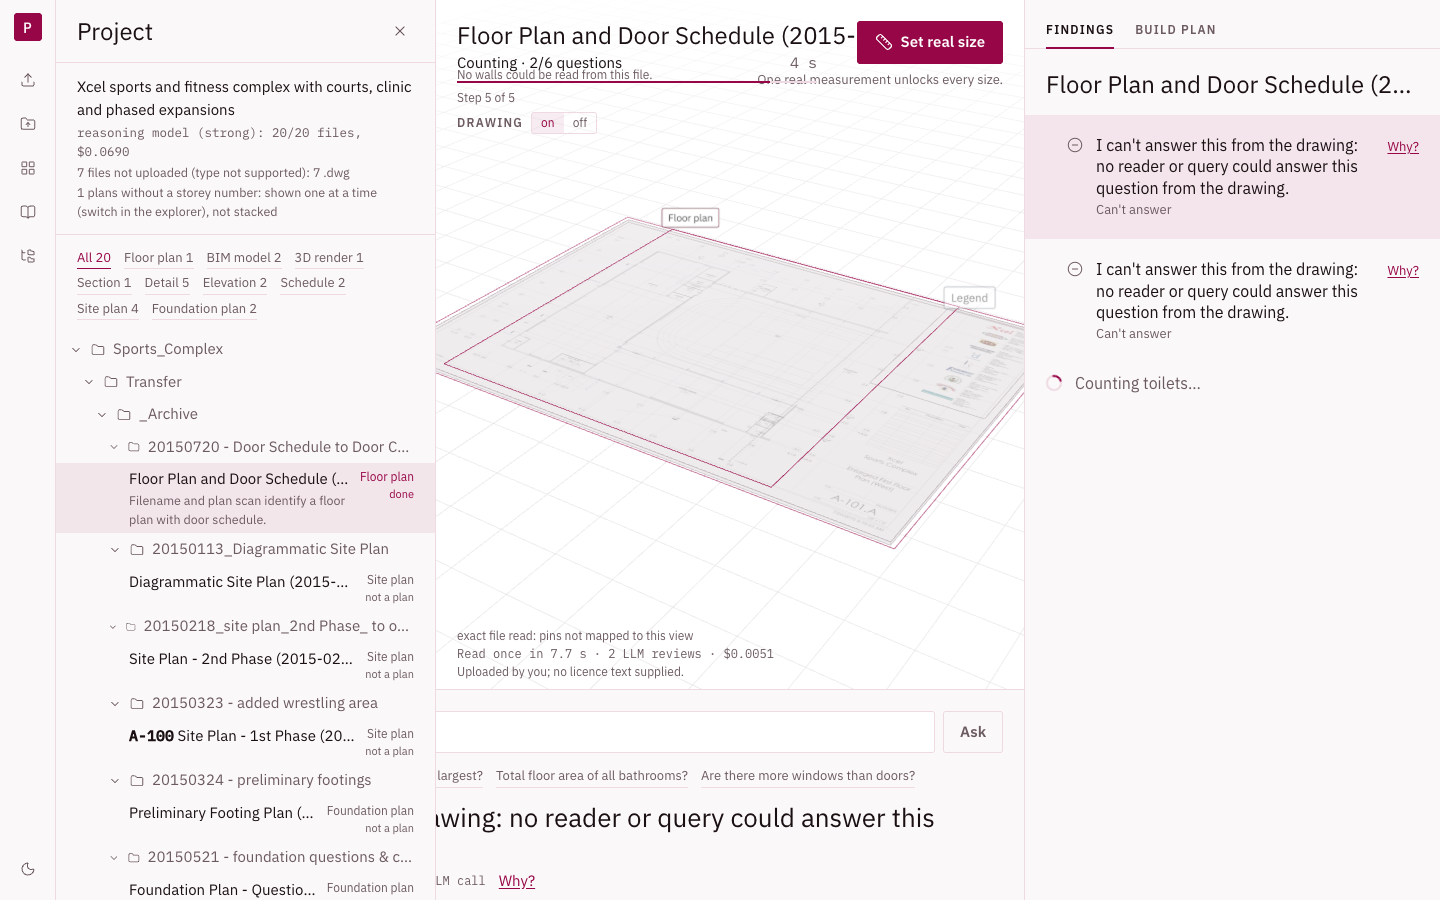 P
Project
Xcel sports and fitness complex with courts, clinic
and phased expansions
reasoning model (strong): 20/20 files,
$0.0690
7 files not uploaded (type not supported): 7 .dwg
1 plans without a storey number: shown one at a time
(switch in the explorer), not stacked
All 20 Floor plan 1 BIM model 2 3D render 1
Section 1 Detail 5 Elevation 2 Schedule 2
Site plan 4 Foundation plan 2
Sports_Complex
Transfer
_Archive
20150720 - Door Schedule to Door C...
Floor Plan and Door Schedule (... Floor plan
done
Filename and plan scan identify a floor
plan with door schedule.
20150113_Diagrammatic Site Plan
Diagrammatic Site Plan (2015-... Site plan
not a plan
20150218_site plan_2nd Phase_ to o...
Site Plan - 2nd Phase (2015-02... Site plan
not a plan
20150323 - added wrestling area
A-100 Site Plan - 1st Phase (20... Site plan
not a plan
20150324 - preliminary footings
Preliminary Footing Plan (... Foundation plan
not a plan
20150521 - foundation questions & c...
Foundation Plan - Questio... Foundation plan
Floor Plan and Door Schedule (2015-
Set real size
Counting · 2/6 questions 4 s
No walls could be read from this file.
One real measurement unlocks every size.
Step 5 of 5
DRAWING on off
Floor plan
Legend
A-101.A
exact file read: pins not mapped to this view
Read once in 7.7 s · 2 LLM reviews · $0.0051
Uploaded by you; no licence text supplied.
Ask
largest? Total floor area of all bathrooms? Are there more windows than doors?
awing: no reader or query could answer this
LM call Why?
FINDINGS BUILD PLAN
Floor Plan and Door Schedule (2...
I can't answer this from the drawing: Why?
no reader or query could answer this
question from the drawing.
Can't answer
I can't answer this from the drawing: Why?
no reader or query could answer this
question from the drawing.
Can't answer
Counting toilets...